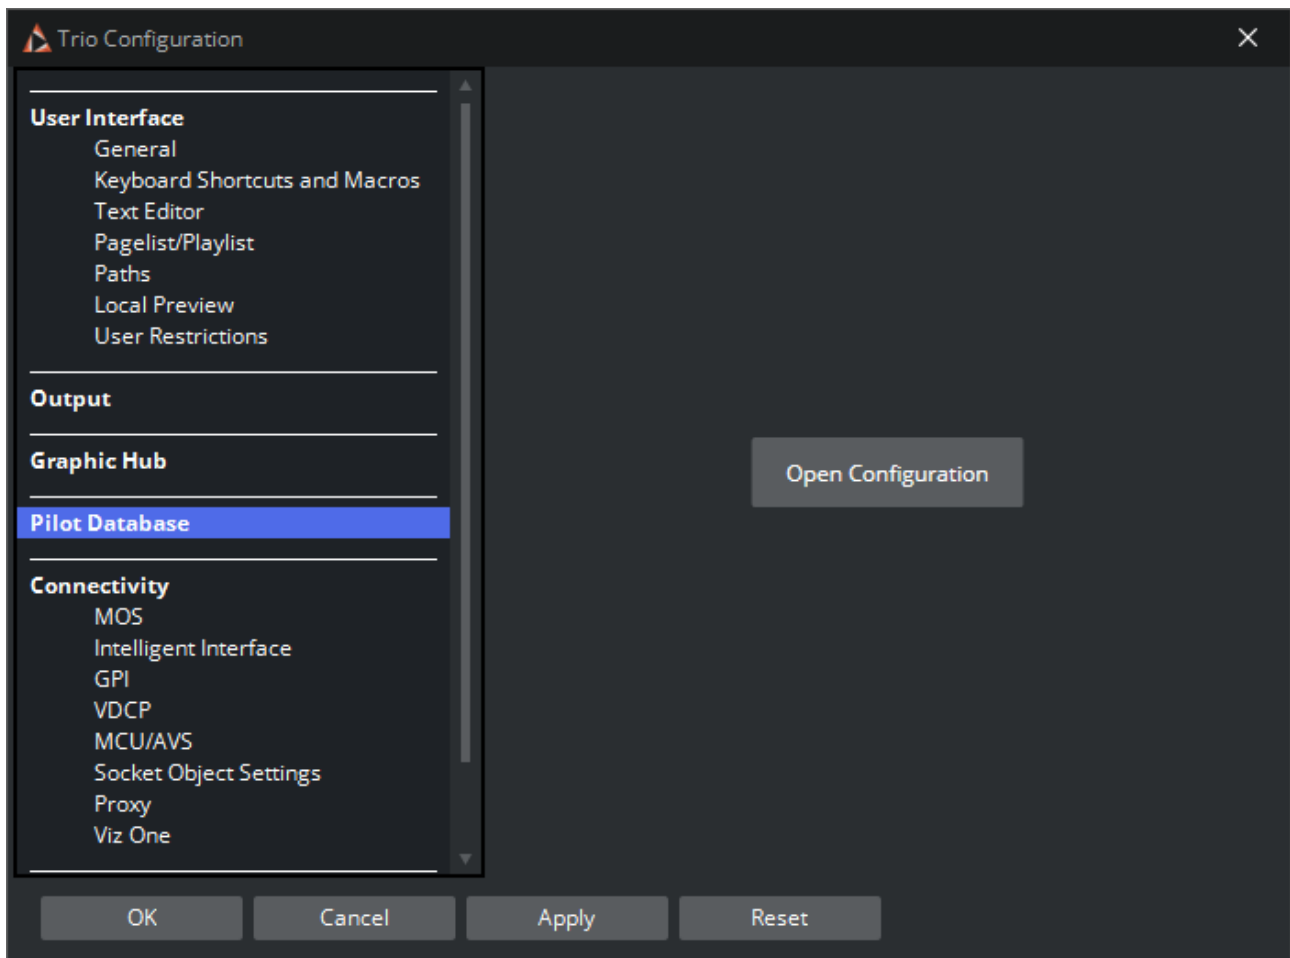 Trio Configuration
User Interface
General
Keyboard Shortcuts and Macros
Text Editor
Pagelist/Playlist
Paths
Local Preview
User Restrictions
Output
Graphic Hub
Pilot Database
Connectivity
MOS
Intelligent Interface
GPI
VDCP
MCU/AVS
Socket Object Settings
Proxy
Viz One
Open Configuration
OK
Cancel
Apply
Reset